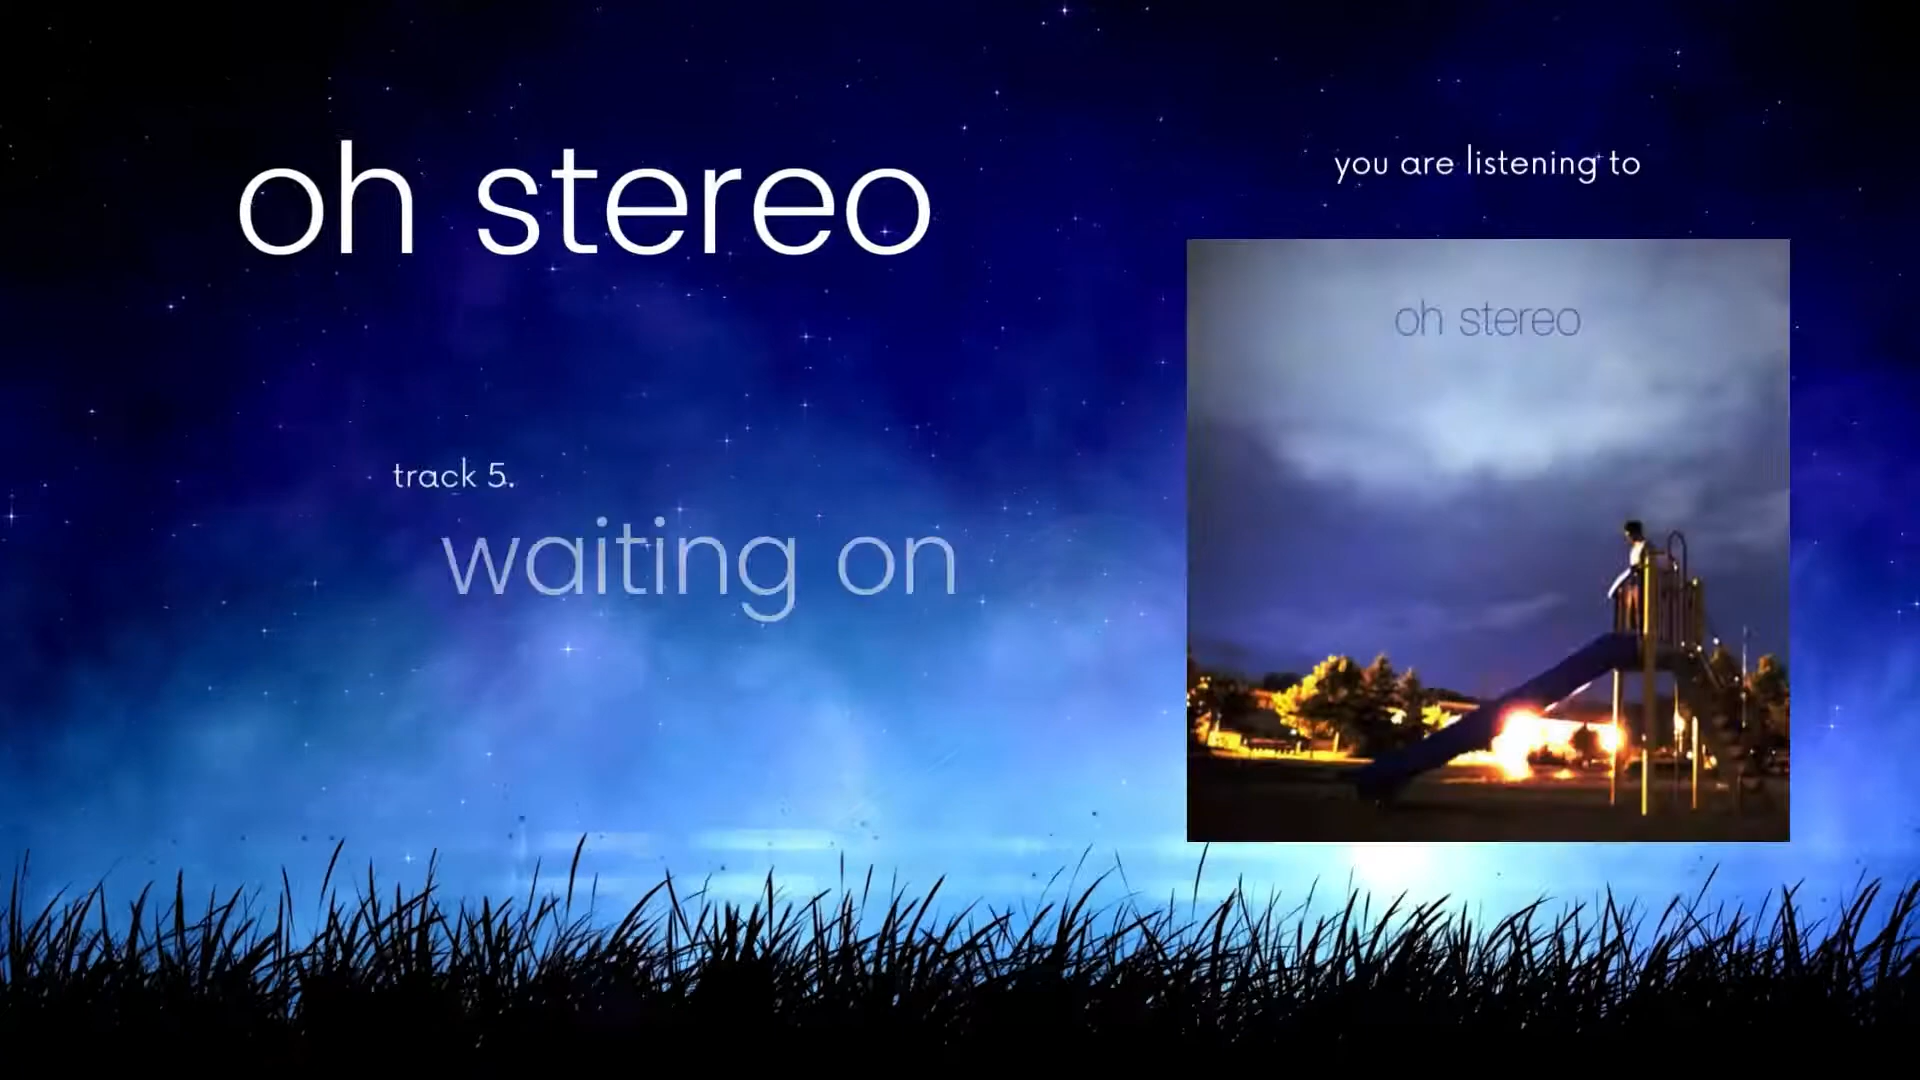 oh stereo
track 5.
waiting on
you are listening to
oh stereo